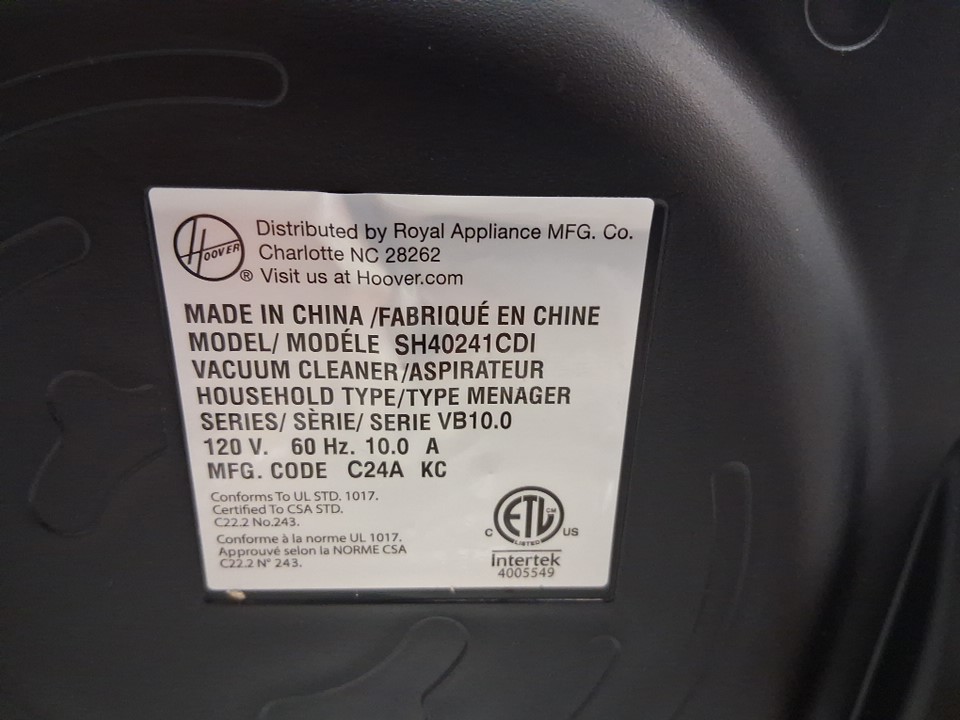 HOOVER
®
Distributed by Royal Appliance MFG. Co.
Charlotte NC 28262
Visit us at Hoover.com
MADE IN CHINA /FABRIQUÉ EN CHINE
MODEL/ MODÉLE SH40241CDI
VACUUM CLEANER/ASPIRATEUR
HOUSEHOLD TYPE/TYPE MENAGER
SERIES/ SÈRIE/ SERIE VB10.0
120 V. 60 Hz. 10.0 A
MFG. CODE C24A KC
Conforms To UL STD. 1017.
Certified To CSA STD.
C22.2 No.243.
Conforme à la norme UL 1017.
Approuvé selon la NORME CSA
C22.2 N° 243.
ETL CM
LISTED
C US
Intertek
4005549